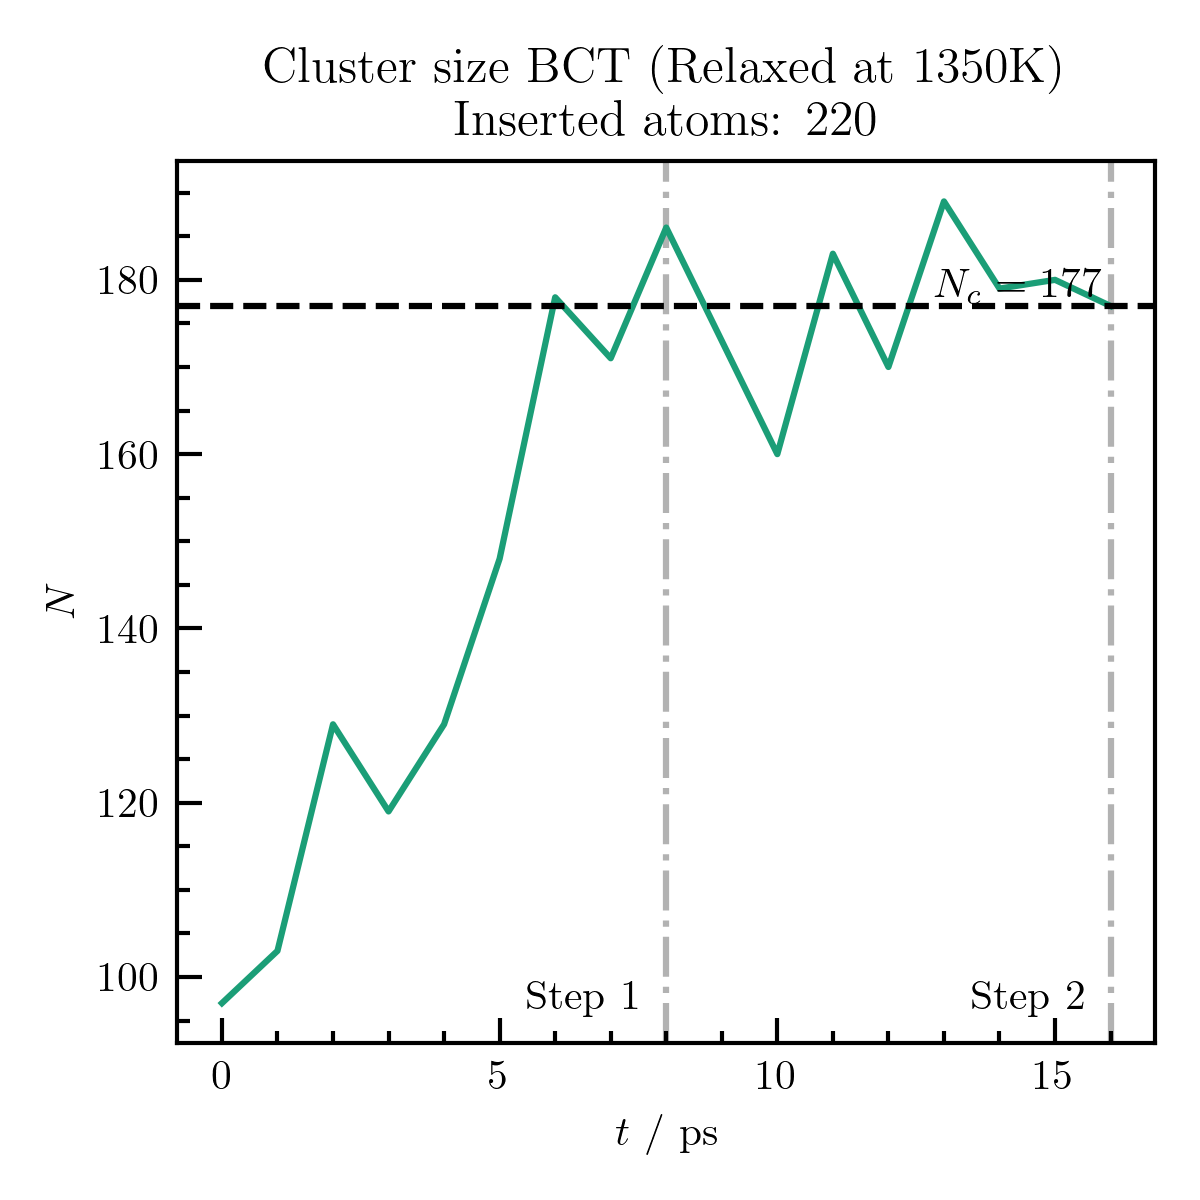 Cluster size BCT (Relaxed at 1350K)
Inserted atoms: 220
180
160
140
120
100
N
N_c = 177
Step 1
Step 2
0
5
10
15
t / ps